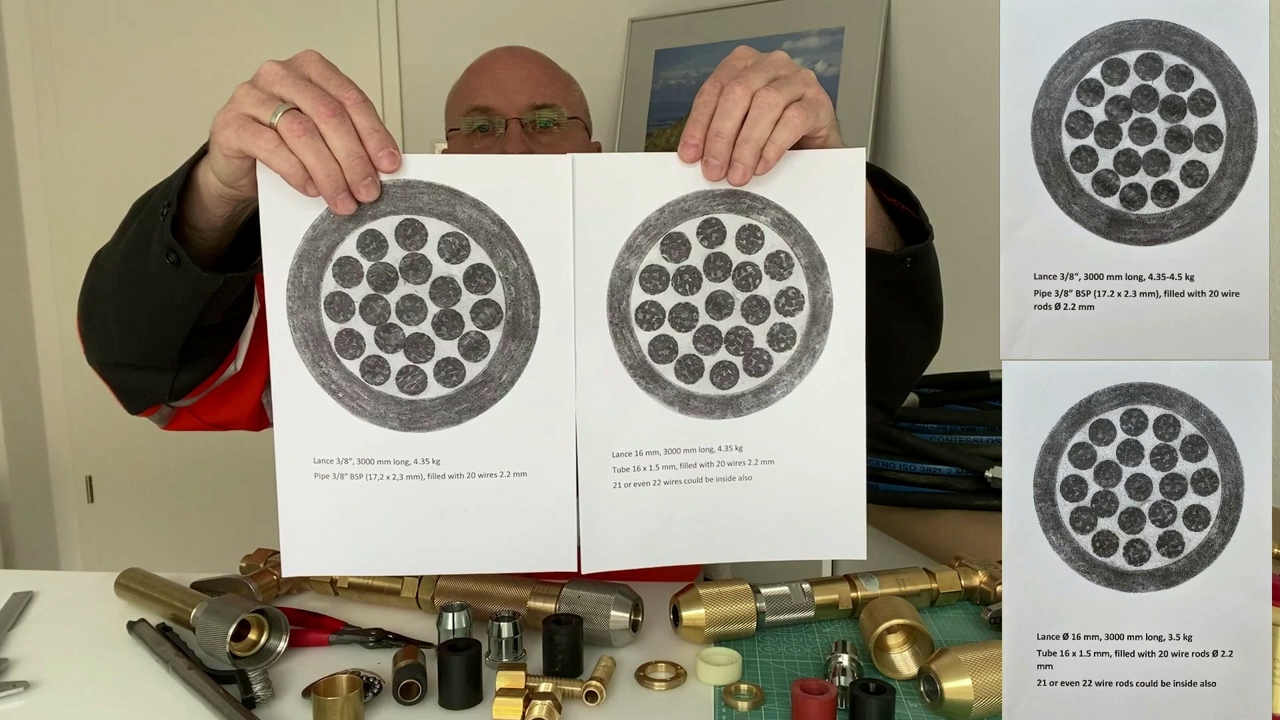 Lance 3/8", 3000 mm long, 4.35 kg
Pipe 3/8" BSP (17,2 x 2,3 mm), filled with 20 wires 2.2 mm
Lance 16 mm, 3000 mm long, 4.35 kg
Tube 16 x 1.5 mm, filled with 20 wires 2.2 mm
21 or even 22 wires could be inside also
CONTESSI
GENO ISO 3821 2
Lance 3/8", 3000 mm long, 4.35-4.5 kg
Pipe 3/8" BSP (17.2 x 2.3 mm), filled with 20 wire
rods Ø 2.2 mm
Lance Ø 16 mm, 3000 mm long, 3.5 kg
Tube 16 x 1.5 mm, filled with 20 wire rods Ø 2.2
mm
21 or even 22 wire rods could be inside also